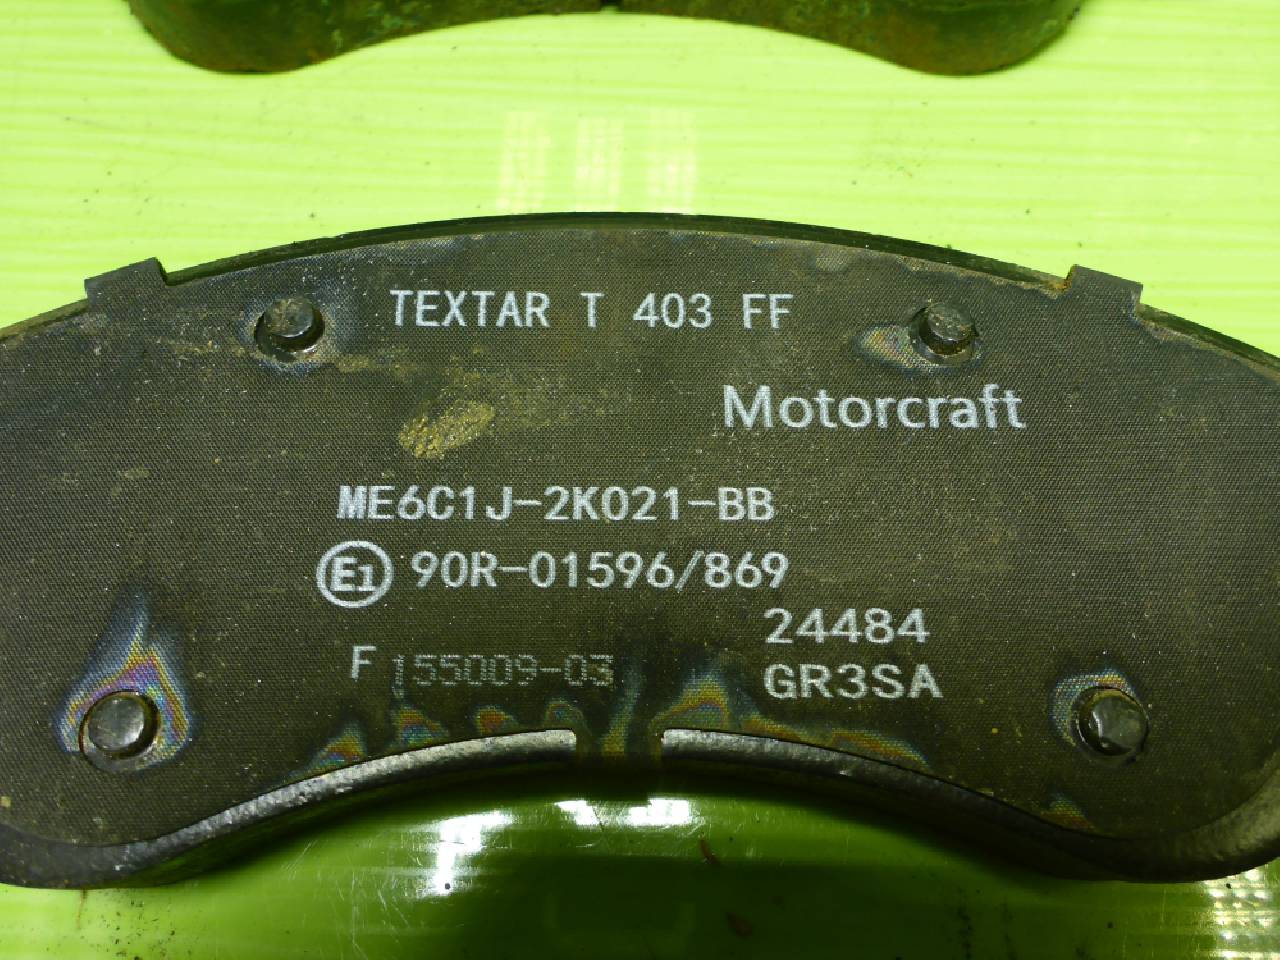 TEXTAR T 403 FF
Motorcraft
ME6C1J-2K021-BB
E1 90R-01596/869
24484
F 155009-03
GR3SA